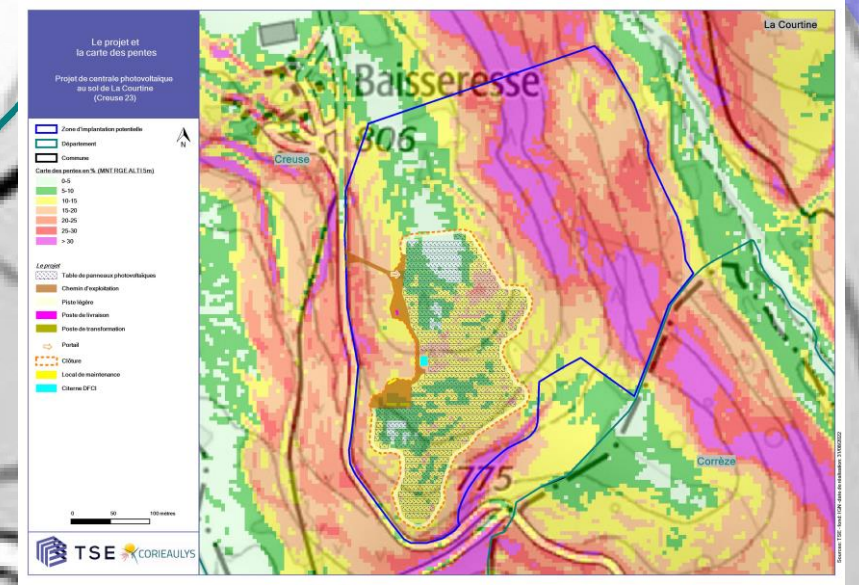 Le projet et
la carte des pentes
Projet de centrale photovoltaïque
au sol de La Courtine
(Creuse 23)
Zone d'implantation potentielle
Département
Commune
N
Carte des pentes en % (MNT RGE ALTI 5m)
0-5
5-10
10-15
15-20
20-25
25-30
> 30
Le projet
Table de panneaux photovoltaïques
Chemin d'exploitation
Piste légère
Poste de livraison
Poste de transformation
Portail
Clôture
Local de maintenance
Citerne DFCI
0 50 100 mètres
TSE CORIEAULYS
La Courtine
Baisseresse
806
Creuse
775
Corrèze